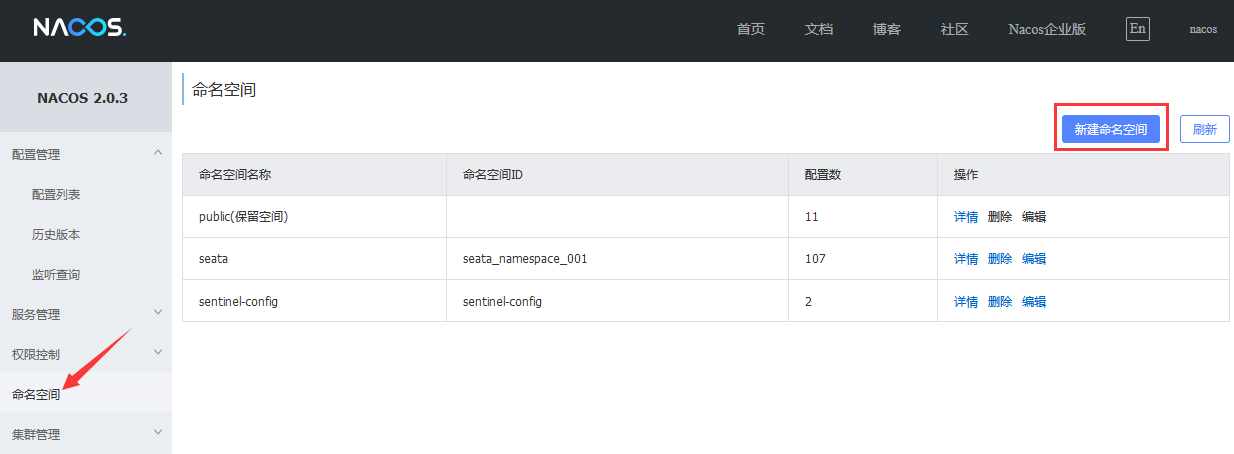 NACOS.
首页 文档 博客 社区 Nacos企业版 En nacos
NACOS 2.0.3
配置管理
配置列表
历史版本
监听查询
服务管理
权限控制
命名空间
集群管理
命名空间
新建命名空间 刷新
命名空间名称 命名空间ID 配置数 操作
public(保留空间) 11 详情 删除 编辑
seata seata_namespace_001 107 详情 删除 编辑
sentinel-config sentinel-config 2 详情 删除 编辑